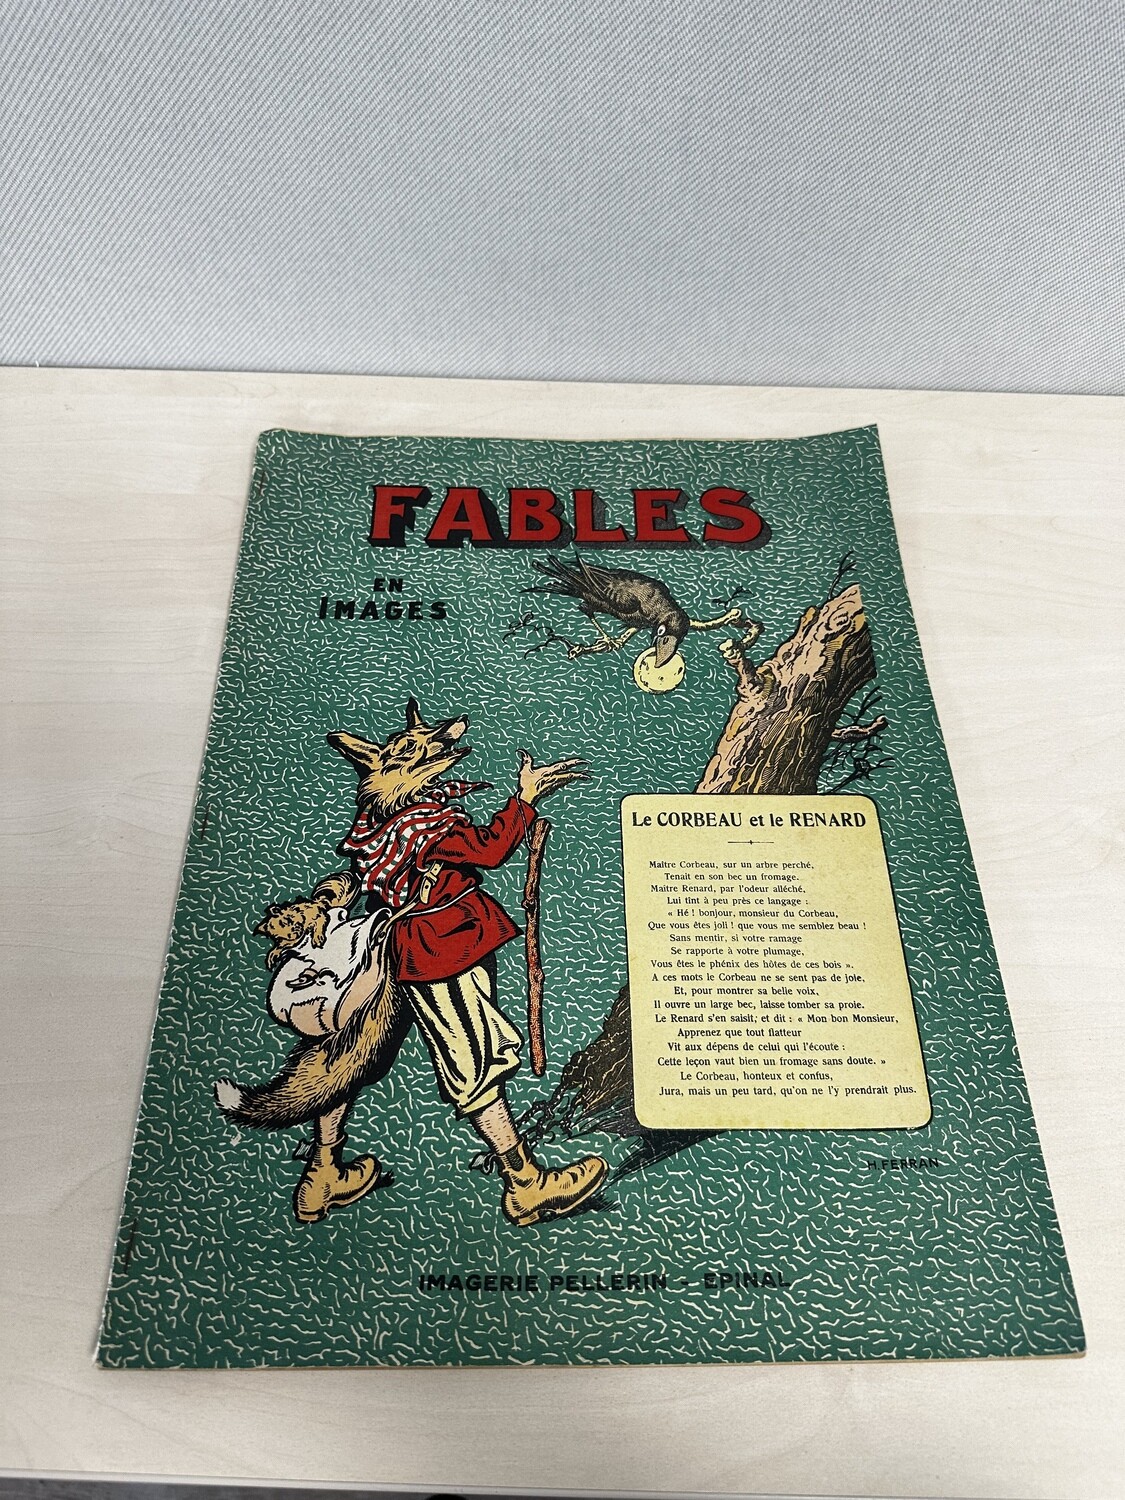 FABLES
EN
IMAGES
Le CORBEAU et le RENARD
Maître Corbeau, sur un arbre perché,
Tenait en son bec un fromage.
Maître Renard, par l'odeur alléché,
Lui tint à peu près ce langage :
« Hé ! bonjour, monsieur du Corbeau,
Que vous êtes joli ! que vous me semblez beau !
Sans mentir, si votre ramage
Se rapporte à votre plumage,
Vous êtes le phénix des hôtes de ces bois ».
A ces mots le Corbeau ne se sent pas de joie,
Et, pour montrer sa belle voix,
Il ouvre un large bec, laisse tomber sa proie.
Le Renard s'en saisit, et dit : « Mon bon Monsieur,
Apprenez que tout flatteur
Vit aux dépens de celui qui l'écoute :
Cette leçon vaut bien un fromage sans doute. »
Le Corbeau, honteux et confus,
Jura, mais un peu tard, qu'on ne l'y prendrait plus.
H. FERRAN
IMAGERIE PELLERIN - EPINAL